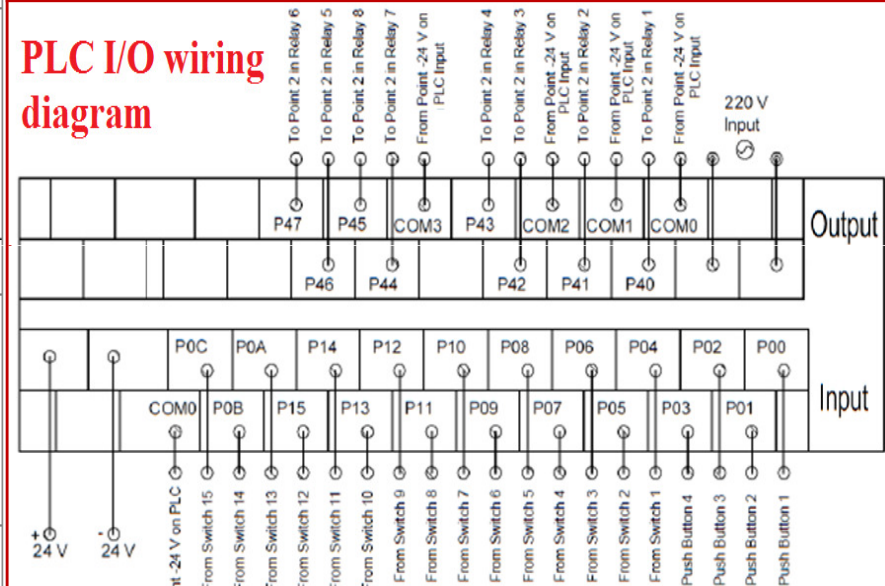 PLC I/O wiring
diagram
To Point 2 in Relay 6
To Point 2 in Relay 5
To Point 2 in Relay 8
To Point 2 in Relay 7
From Point -24 V on
PLC Input
To Point 2 in Relay 4
To Point 2 in Relay 3
From Point -24 V on
PLC Input
To Point 2 in Relay 2
From Point -24 V on
PLC Input
To Point 2 in Relay 1
From Point -24 V on
PLC Input
220 V
Input
P47 P45 COM3 P43 COM2 COM1 COM0
Output
P46 P44 P42 P41 P40
P0C P0A P14 P12 P10 P08 P06 P04 P02 P00
Input
COM0 P0B P15 P13 P11 P09 P07 P05 P03 P01
+ -
24 V 24 V
-24 V on PLC
From Switch 15
From Switch 14
From Switch 13
From Switch 12
From Switch 11
From Switch 10
From Switch 9
From Switch 8
From Switch 7
From Switch 6
From Switch 5
From Switch 4
From Switch 3
From Switch 2
From Switch 1
Push Button 4
Push Button 3
Push Button 2
Push Button 1